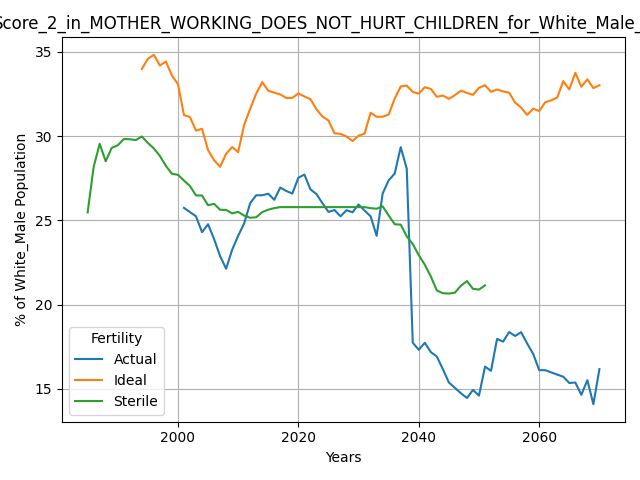 Score_2_in_MOTHER_WORKING_DOES_NOT_HURT_CHILDREN_for_White_Male_
% of White_Male Population
35
30
25
20
15
Fertility
Actual
Ideal
Sterile
2000 2020 2040 2060
Years